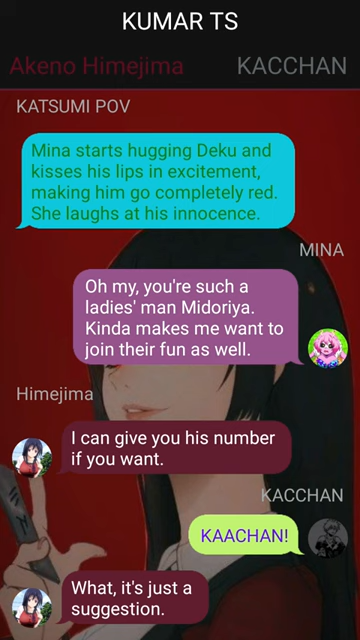 KUMAR TS
Akeno Himejima
KACCHAN
KATSUMI POV
Mina starts hugging Deku and
kisses his lips in excitement,
making him go completely red.
She laughs at his innocence.
MINA
Oh my, you're such a
ladies' man Midoriya.
Kinda makes me want to
join their fun as well.
Himejima
I can give you his number
if you want.
KACCHAN
KAACHAN!
What, it's just a
suggestion.